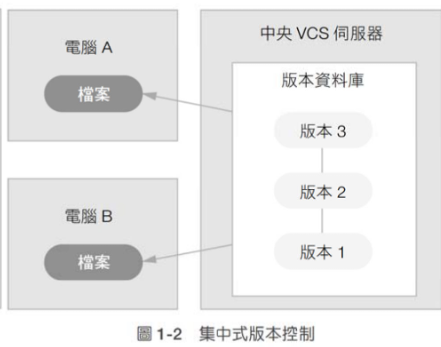 電腦 A
檔案
電腦 B
檔案
中央 VCS 伺服器
版本資料庫
版本 3
版本 2
版本 1
圖 1-2 集中式版本控制